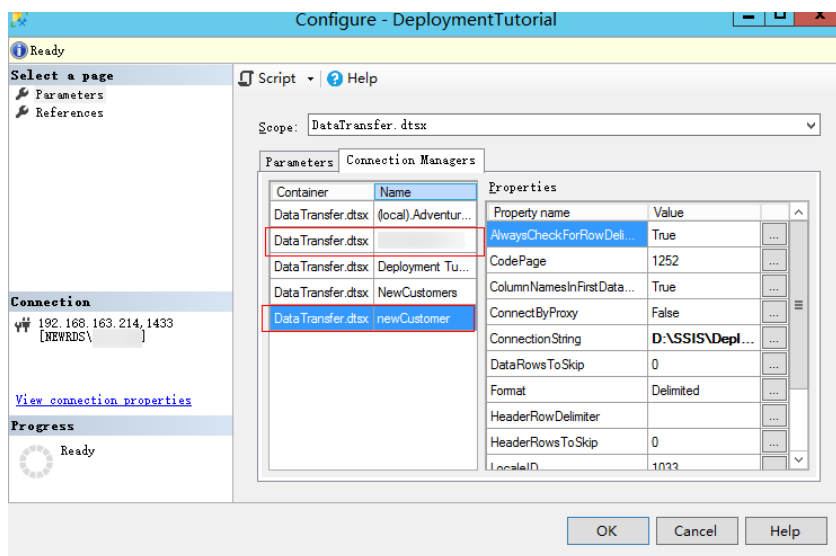 Configure - DeploymentTutorial
Ready
Select a page
Parameters
References
Script
Help
Scope: DataTransfer.dtsx
Parameters
Connection Managers
Container Name
DataTransfer.dtsx (local).Adventur...
DataTransfer.dtsx
DataTransfer.dtsx Deployment Tu...
DataTransfer.dtsx NewCustomers
DataTransfer.dtsx newCustomer
Properties
Property name Value
AlwaysCheckForRowDeli... True ...
CodePage 1252 ...
ColumnNamesInFirstData... True ...
ConnectByProxy False ...
ConnectionString D:\SSIS\Depl... ...
DataRowsToSkip 0 ...
Format Delimited ...
HeaderRowDelimiter ...
HeaderRowsToSkip 0 ...
LocaleID 1033
Connection
192.168.163.214,1433
[NEWRDS\ ]
View connection properties
Progress
Ready
OK
Cancel
Help